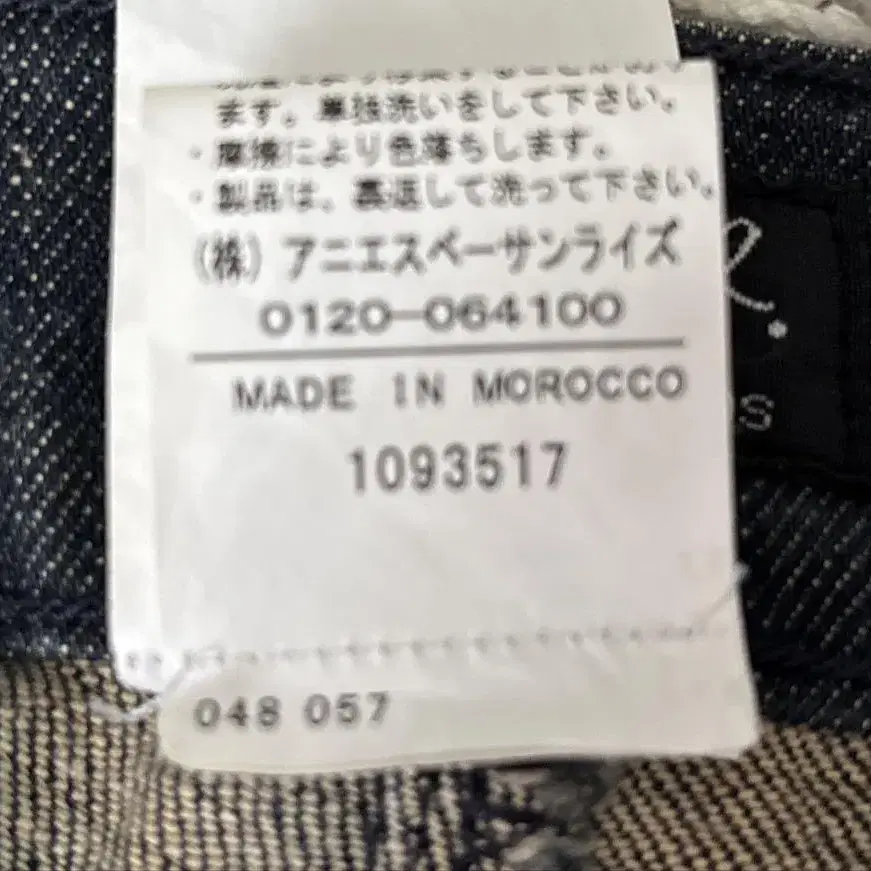 ます。単独洗いをして下さい。
・摩擦により色落ちします。
・製品は、裏返して洗って下さい。
(株) アニエスベーサンライズ
0120-064100
MADE IN MOROCCO
1093517
048 057
S